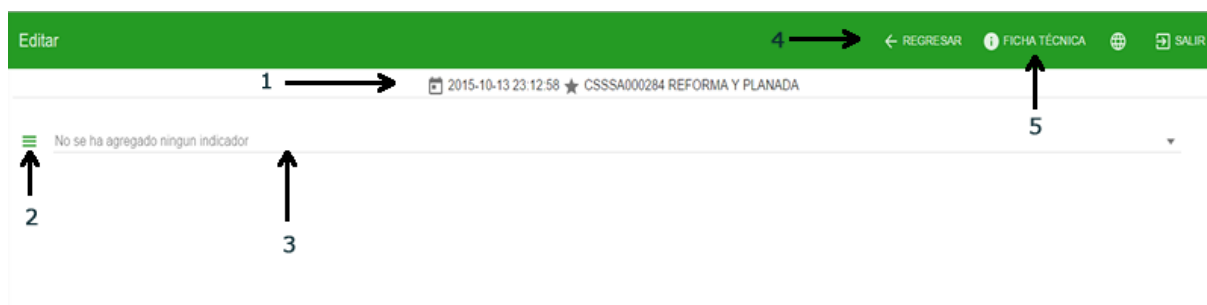 Editar 4 REGRESAR FICHA TÉCNICA SALIR
1 2015-10-13 23:12:58 CSSSA000284 REFORMA Y PLANADA
5
No se ha agregado ningun indicador
2
3